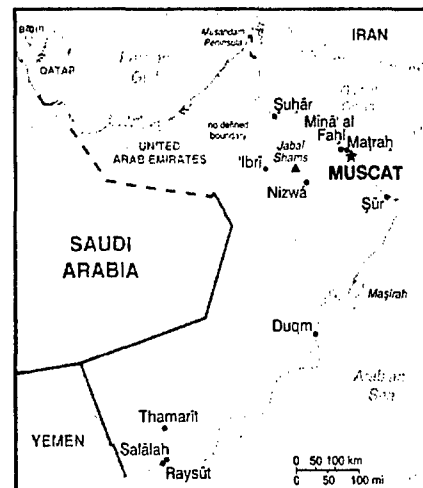 Musandam
Peninsula
IRAN
QATAR
Gulf
Şuḩār
no defined
boundary
Mīnā' al
Faḩl
Maţraḩ
UNITED
ARAB EMIRATES
'Ibrī
Jabal
Shams
MUSCAT
Nizwá
Şūr
SAUDI
ARABIA
Maşīrah
Duqm
Arabian
Sea
Thamarīt
YEMEN
Şalālah
Raysūt
0 50 100 km
0 50 100 mi